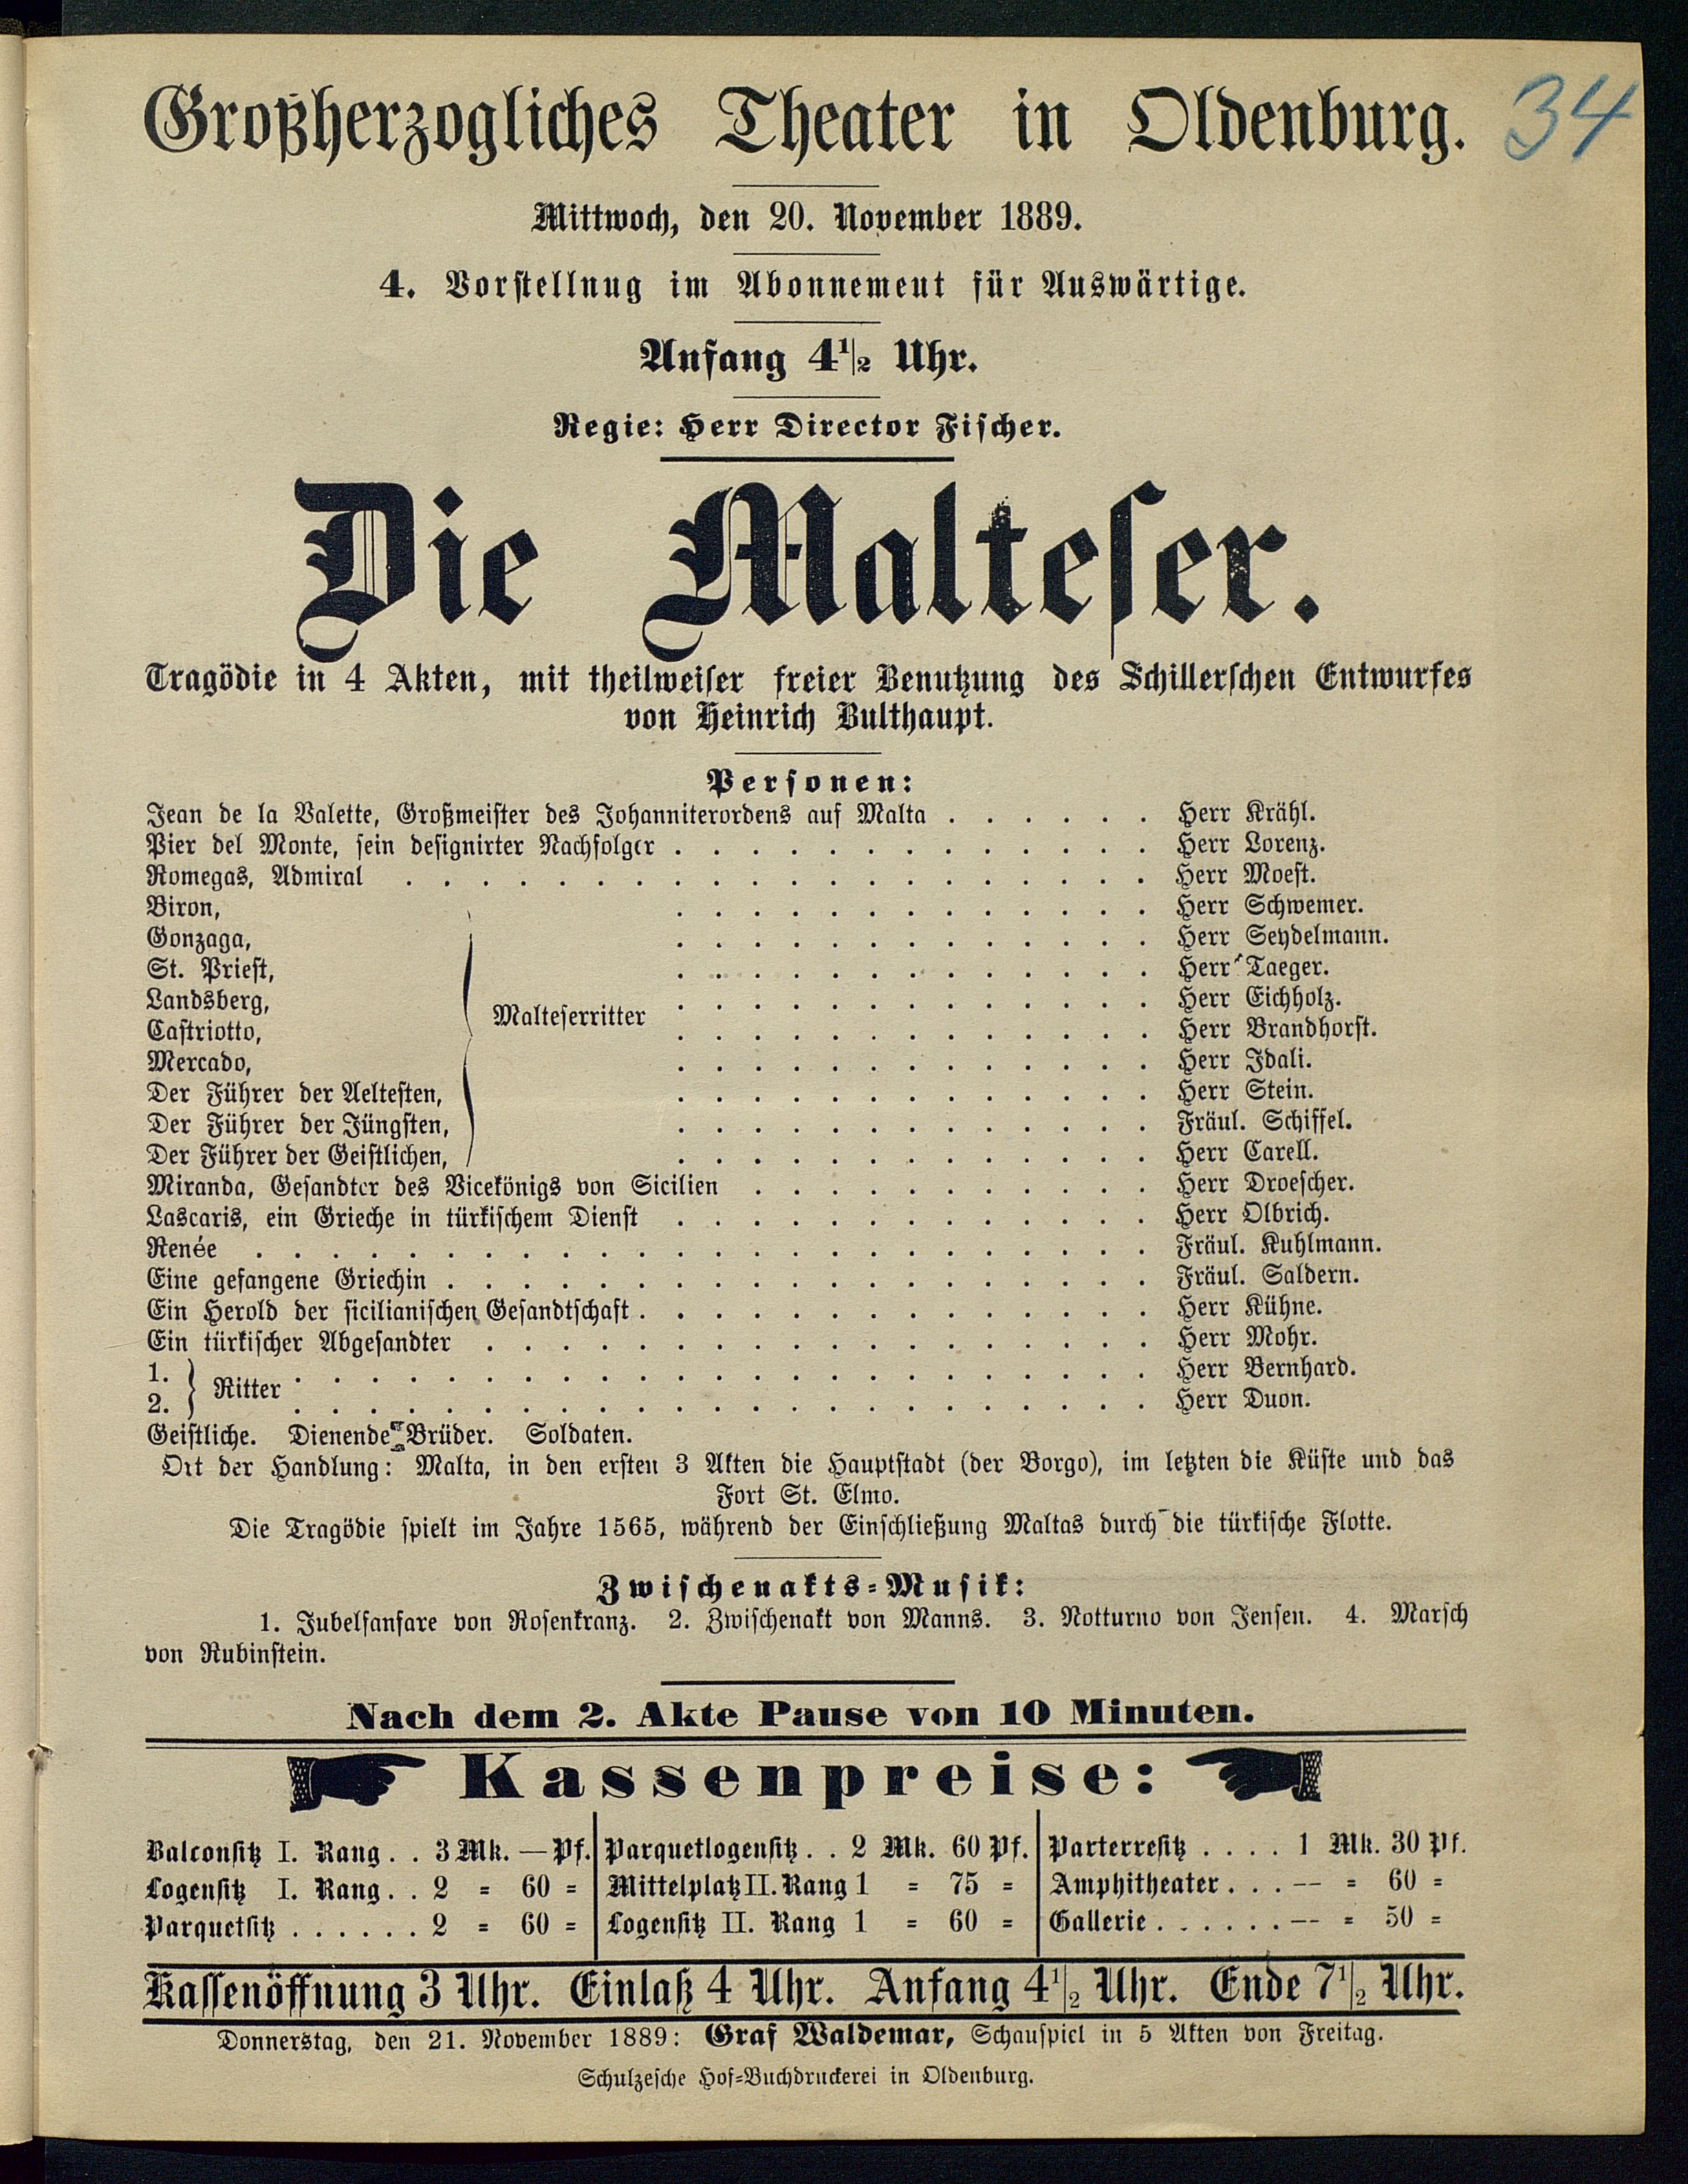 Großherzogliches Theater in Oldenburg.
34
Mittwoch, den 20. November 1889.
4. Vorstellnug im Abonnement für Auswärtige.
Anfang 4 1/2 Uhr.
Regie: Herr Director Fischer.
Die Malteser.
Tragödie in 4 Akten, mit theilweiser freier Benutzung des Schillerschen Entwurfes
von Heinrich Bulthaupt.
Personen:
Jean de la Valette, Großmeister des Johanniterordens auf Malta . . . . . . Herr Krähl.
Pier del Monte, sein designirter Nachfolger . . . . . . . . . . . . . Herr Lorenz.
Romegas, Admiral . . . . . . . . . . . . . . . . . . . . Herr Moest.
Biron, . . . . . . . . . . . . . Herr Schwemer.
Gonzaga, . . . . . . . . . . . . . Herr Seydelmann.
St. Priest, . . . . . . . . . . . . . Herr Taeger.
Landsberg, . . . . . . . . . . . . . Herr Eichholz.
Malteserritter
Castriotto, . . . . . . . . . . . . . Herr Brandhorst.
Mercado, . . . . . . . . . . . . . Herr Idali.
Der Führer der Aeltesten, . . . . . . . . . . . . . Herr Stein.
Der Führer der Jüngsten, . . . . . . . . . . . . . Fräul. Schiffel.
Der Führer der Geistlichen, . . . . . . . . . . . . . Herr Carell.
Miranda, Gesandter des Vicekönigs von Sicilien . . . . . . . . . . . Herr Droescher.
Lascaris, ein Grieche in türkischem Dienst . . . . . . . . . . . . . Herr Olbrich.
Renée . . . . . . . . . . . . . . . . . . . . . . . . Fräul. Kuhlmann.
Eine gefangene Griechin . . . . . . . . . . . . . . . . . . . Fräul. Saldern.
Ein Herold der sicilianischen Gesandtschaft . . . . . . . . . . . . . . Herr Kühne.
Ein türkischer Abgesandter . . . . . . . . . . . . . . . . . . Herr Mohr.
1. . . . . . . . . . . . . . . . . . . . . . . . Herr Bernhard.
Ritter
2. . . . . . . . . . . . . . . . . . . . . . . . Herr Duon.
Geistliche. Dienende Brüder. Soldaten.
Ort der Handlung: Malta, in den ersten 3 Akten die Hauptstadt (der Borgo), im letzten die Küste und das
Fort St. Elmo.
Die Tragödie spielt im Jahre 1565, während der Einschließung Maltas durch die türkische Flotte.
Zwischenakts=Musik:
1. Jubelfanfare von Rosenkranz. 2. Zwischenakt von Manns. 3. Notturno von Jensen. 4. Marsch
von Rubinstein.
Nach dem 2. Akte Pause von 10 Minuten.
Kassenpreise:
Balconsitz I. Rang . . 3 Mk. — Pf. Parquetlogensitz . . 2 Mk. 60 Pf. Parterresitz . . . . 1 Mk. 30 Pf.
Logensitz I. Rang . . 2 = 60 = Mittelplatz II. Rang 1 = 75 = Amphitheater . . . -- = 60 =
Parquetsitz . . . . . . 2 = 60 = Logensitz II. Rang 1 = 60 = Gallerie . . . . . . -- = 50 =
Kassenöffnung 3 Uhr. Einlaß 4 Uhr. Anfang 4 1/2 Uhr. Ende 7 1/2 Uhr.
Donnerstag, den 21. November 1889: Graf Waldemar, Schauspiel in 5 Akten von Freitag.
Schulzesche Hof=Buchdruckerei in Oldenburg.